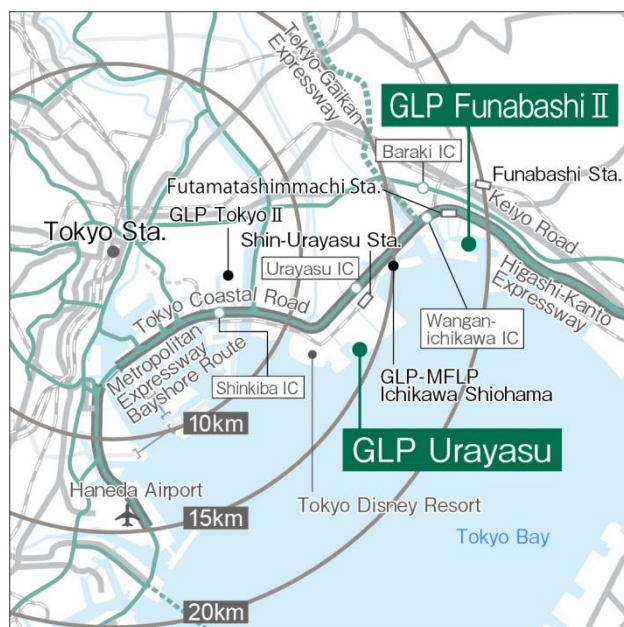 Tokyo-Gaikan
Expressway
GLP Funabashi II
Baraki IC
Funabashi Sta.
Futamatashimmachi Sta.
Keiyo Road
GLP Tokyo II
Tokyo Sta.
Shin-Urayasu Sta.
Urayasu IC
Higashi-Kanto
Expressway
Tokyo Coastal Road
Wangan-
ichikawa IC
Metropolitan
Expressway
Bayshore Route
Shinkiba IC
GLP-MFLP
Ichikawa Shiohama
10km
GLP Urayasu
Haneda Airport
Tokyo Disney Resort
15km
Tokyo Bay
20km